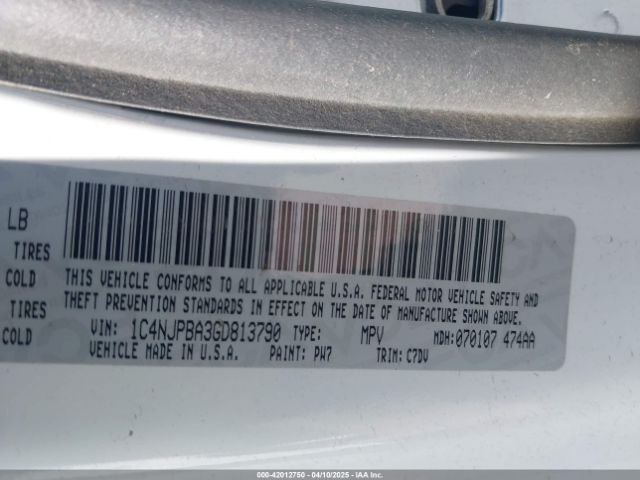 LB
TIRES
COLD
TIRES
COLD
THIS VEHICLE CONFORMS TO ALL APPLICABLE U.S.A. FEDERAL MOTOR VEHICLE SAFETY AND
THEFT PREVENTION STANDARDS IN EFFECT ON THE DATE OF MANUFACTURE SHOWN ABOVE.
VIN: 1C4NJPBA3GD813790 TYPE: MPV MDH:070107 474AA
VEHICLE MADE IN U.S.A. PAINT: PW7 TRIM: C7DV
000-42012750 - 04/10/2025 - IAA Inc.